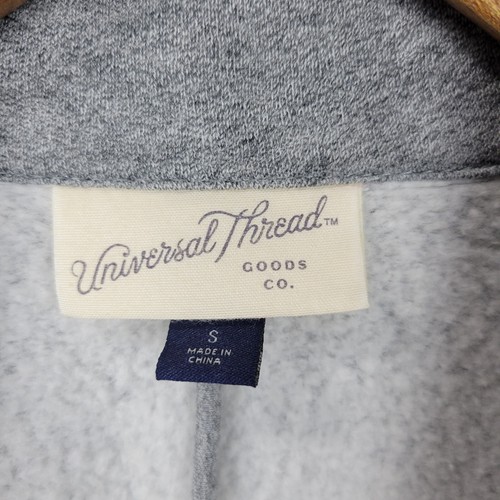 Universal Thread™
GOODS
CO.
S
MADE IN
CHINA